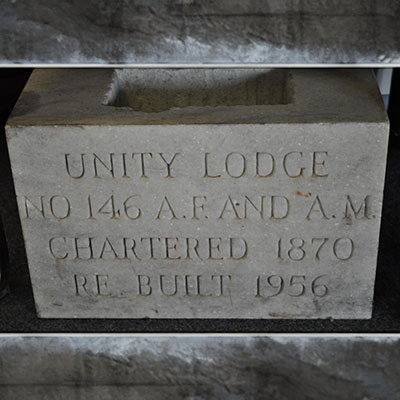 UNITY LODGE
NO 146 A.F. AND A.M.
CHARTERED 1870
RE. BUILT 1956